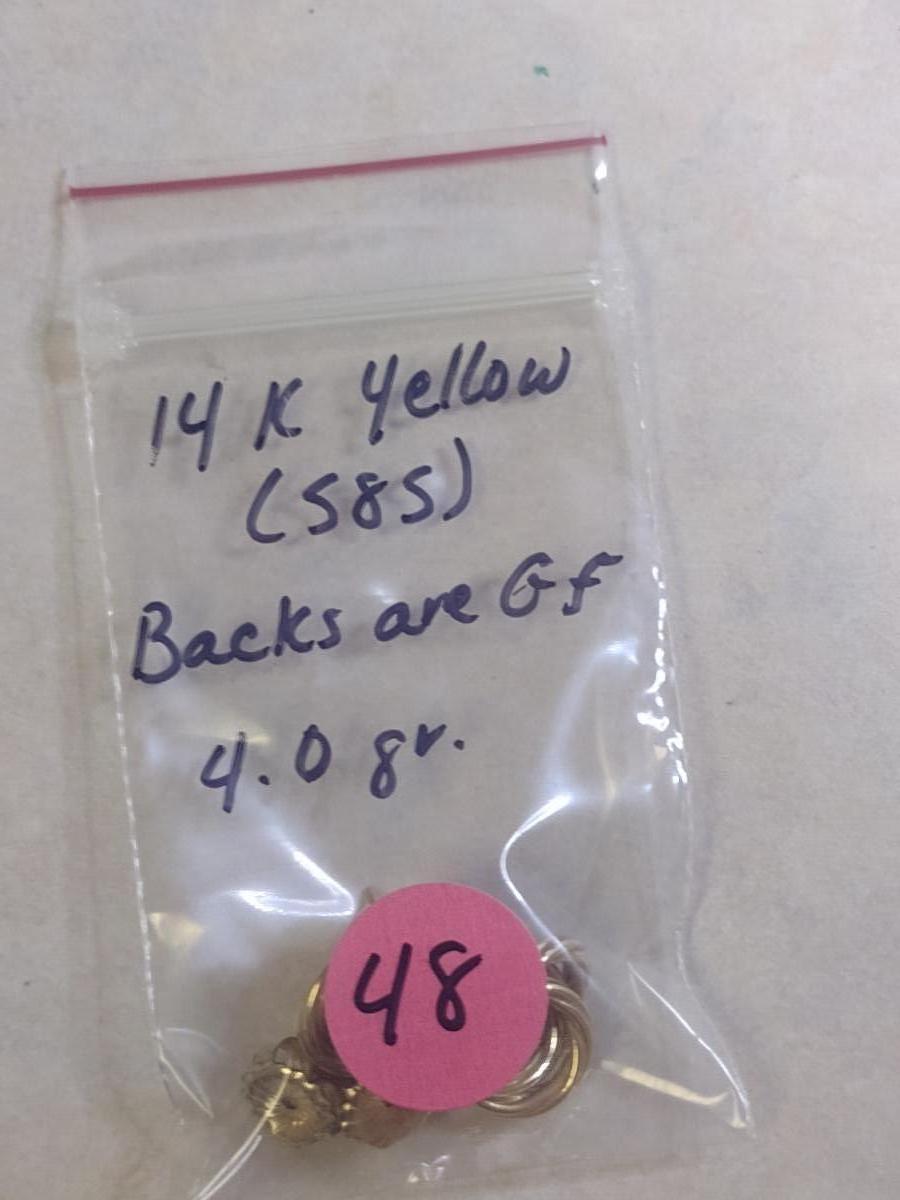 14 K Yellow
(585)
Backs are GF
4.0 gr.
48